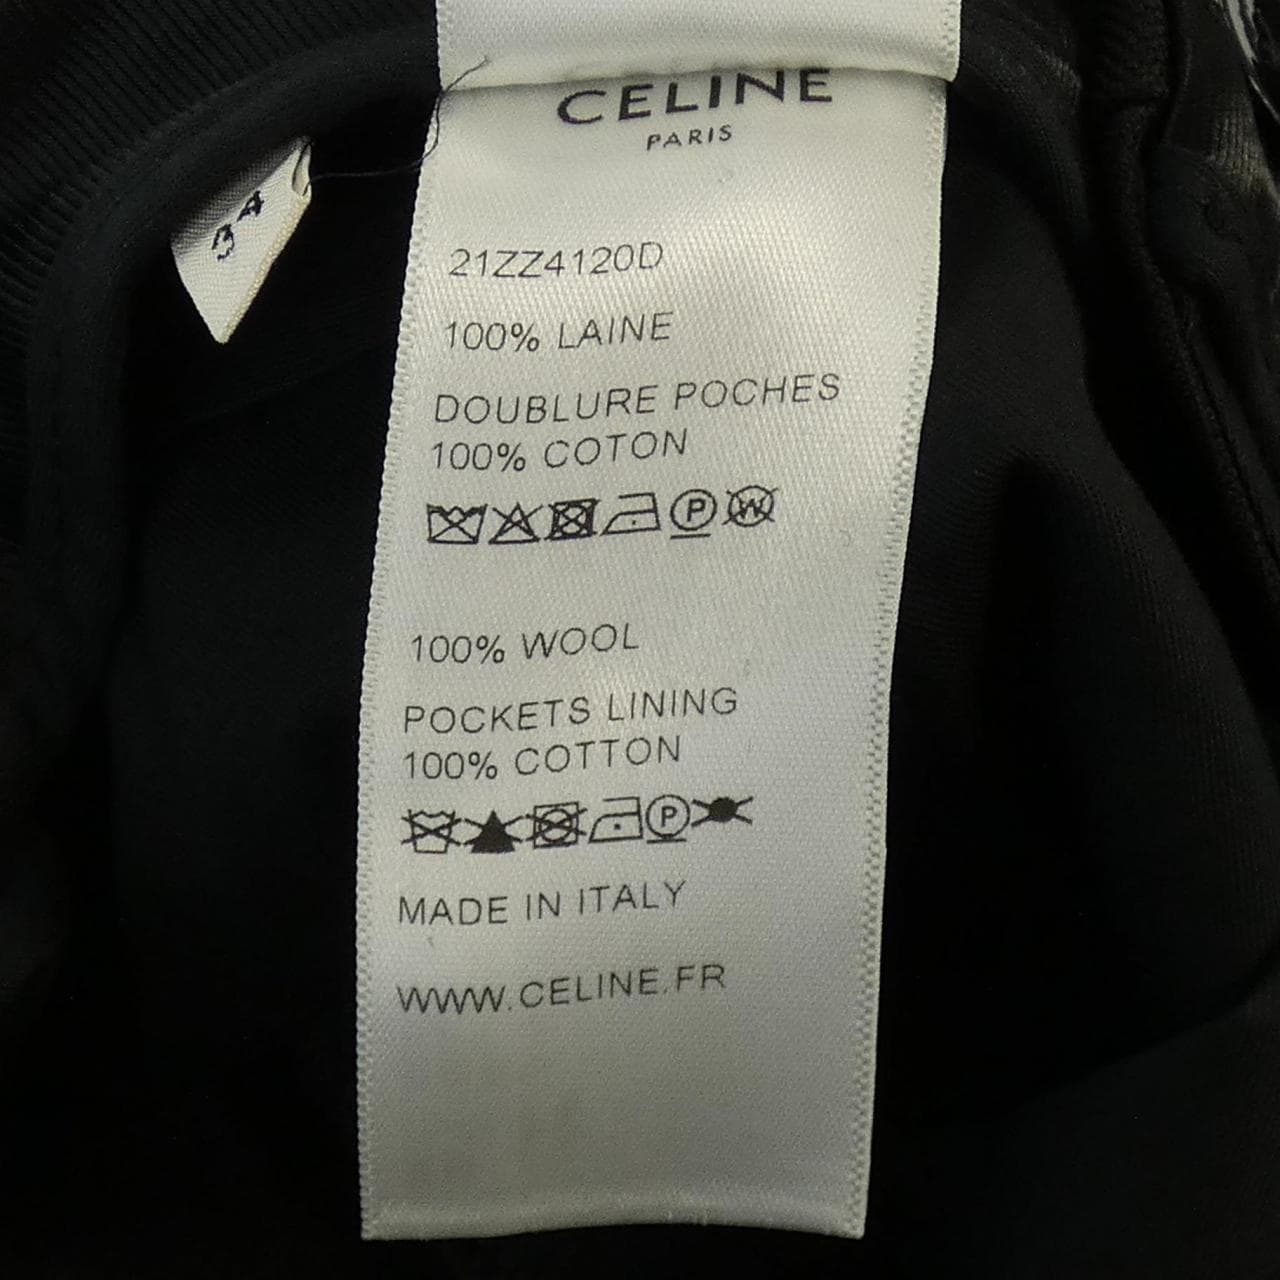 CELINE
PARIS
34
21ZZ4120D
100% LAINE
DOUBLURE POCHES
100% COTON
P W
100% WOOL
POCKETS LINING
100% COTTON
P
MADE IN ITALY
WWW.CELINE.FR